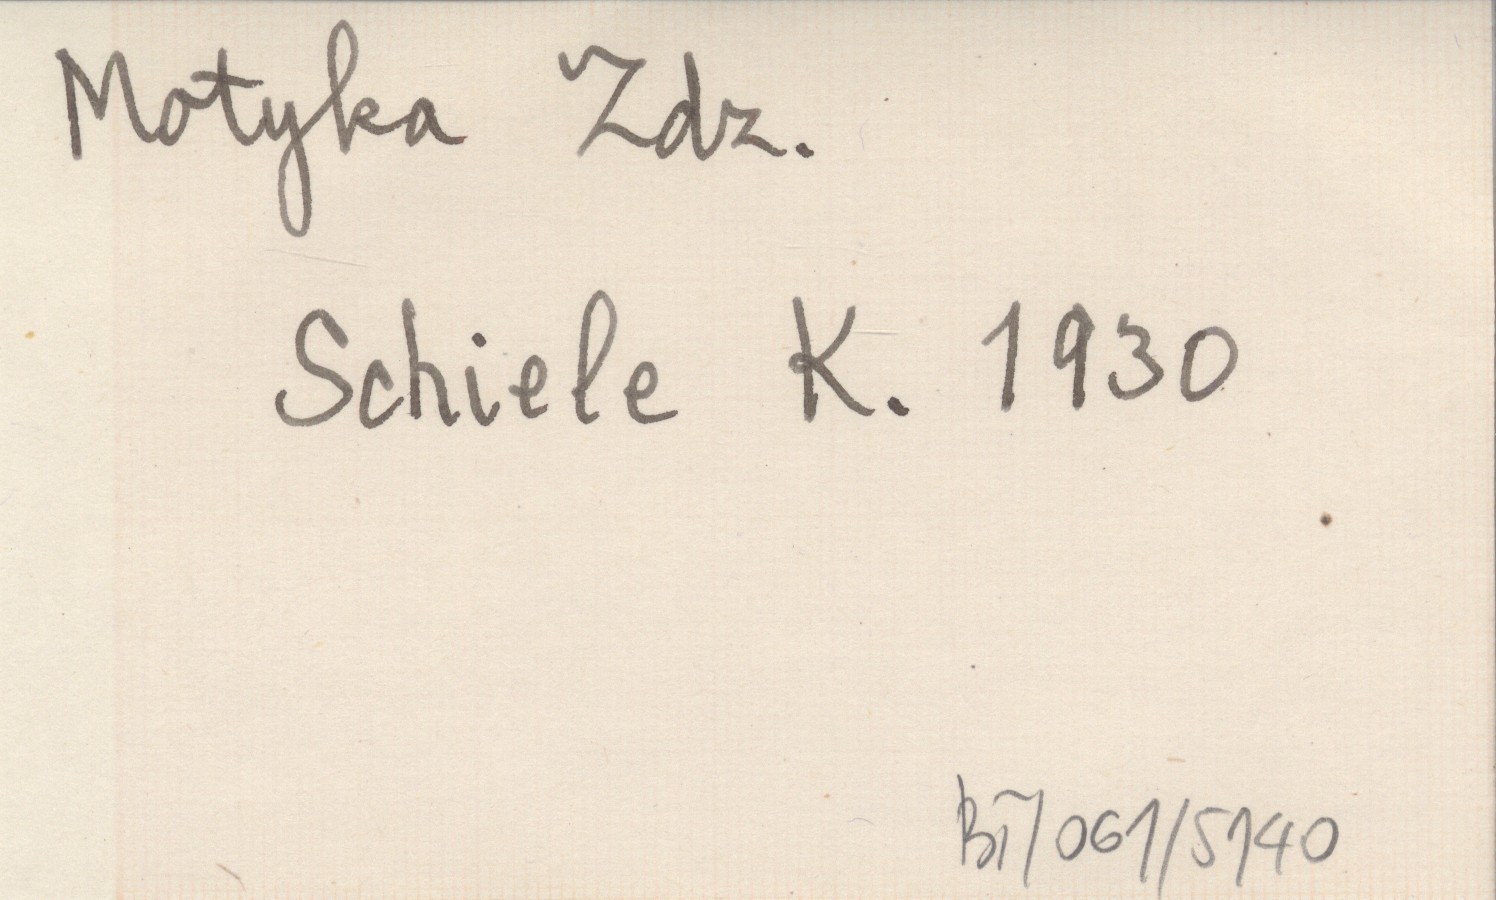 Motyka Zdz.
Schiele K. 1930
Bi/061/5140